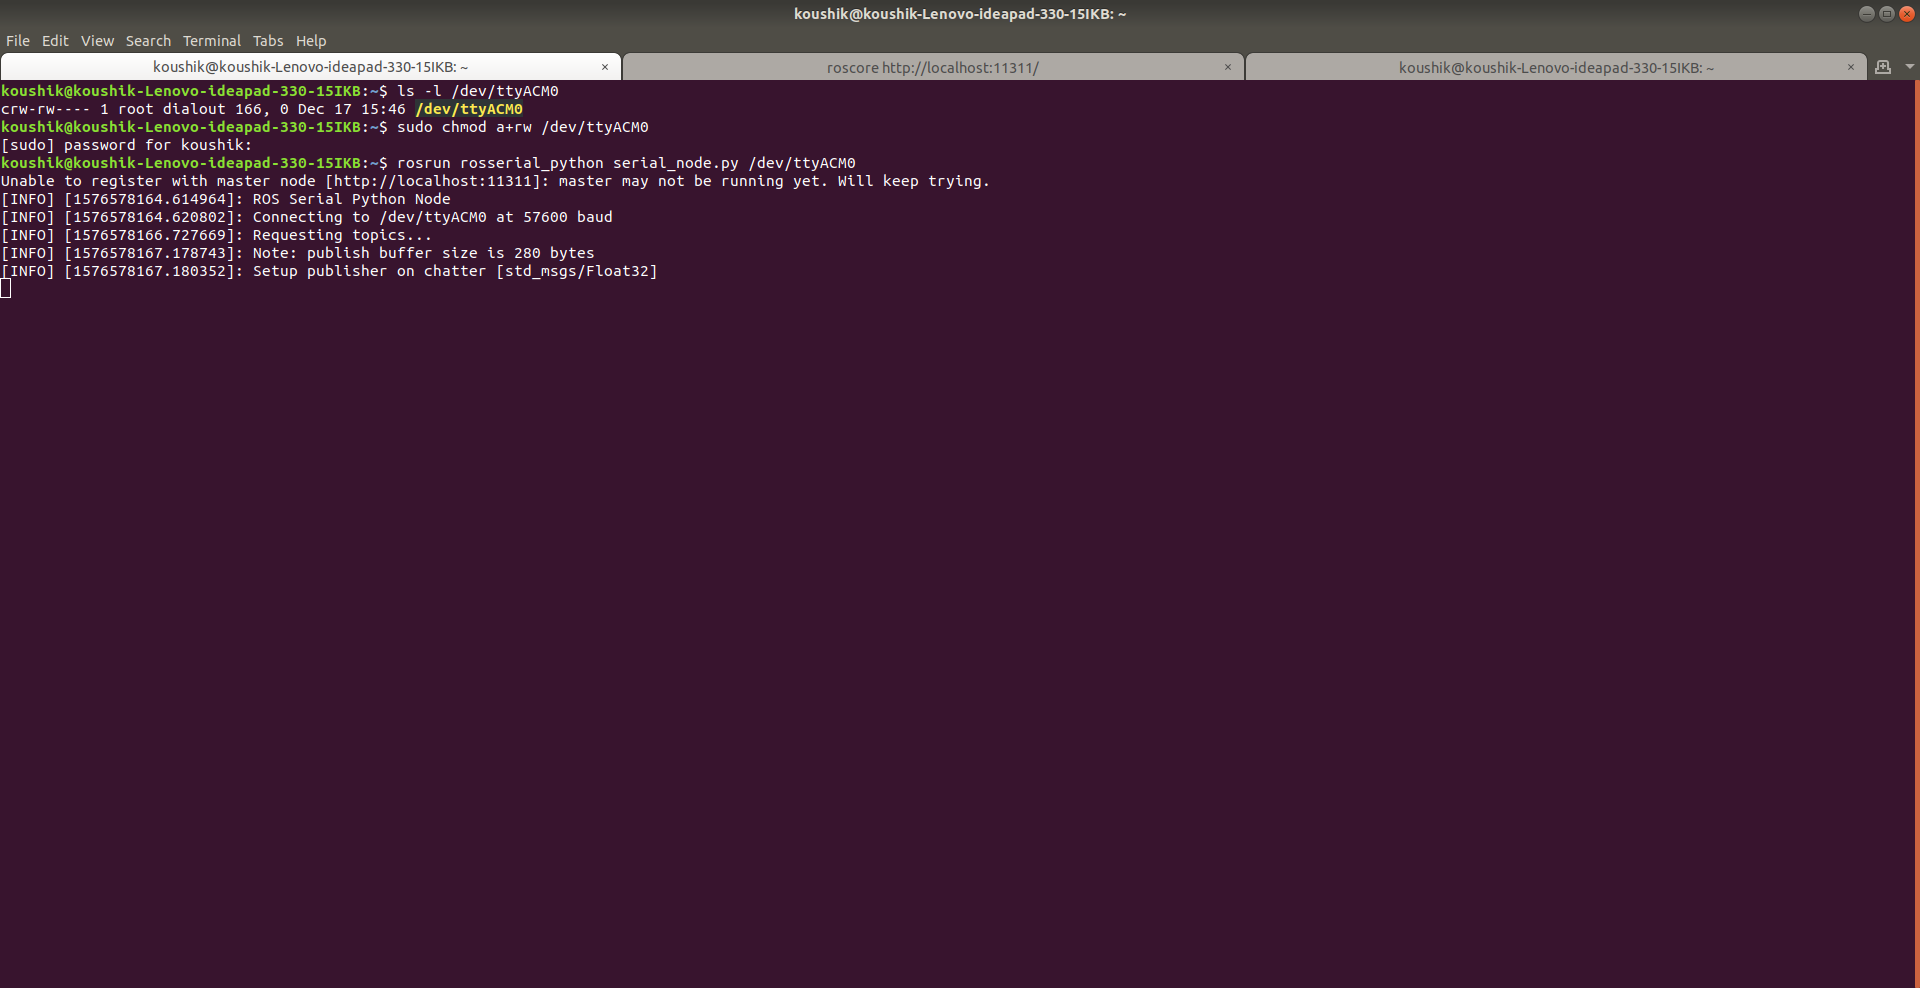 koushik@koushik-Lenovo-ideapad-330-15IKB: ~
File Edit View Search Terminal Tabs Help
koushik@koushik-Lenovo-ideapad-330-15IKB: ~ × roscore http://localhost:11311/ × koushik@koushik-Lenovo-ideapad-330-15IKB: ~ ×
koushik@koushik-Lenovo-ideapad-330-15IKB:~$ ls -l /dev/ttyACM0
crw-rw---- 1 root dialout 166, 0 Dec 17 15:46 /dev/ttyACM0
koushik@koushik-Lenovo-ideapad-330-15IKB:~$ sudo chmod a+rw /dev/ttyACM0
[sudo] password for koushik:
koushik@koushik-Lenovo-ideapad-330-15IKB:~$ rosrun rosserial_python serial_node.py /dev/ttyACM0
Unable to register with master node [http://localhost:11311]: master may not be running yet. Will keep trying.
[INFO] [1576578164.614964]: ROS Serial Python Node
[INFO] [1576578164.620802]: Connecting to /dev/ttyACM0 at 57600 baud
[INFO] [1576578166.727669]: Requesting topics...
[INFO] [1576578167.178743]: Note: publish buffer size is 280 bytes
[INFO] [1576578167.180352]: Setup publisher on chatter [std_msgs/Float32]